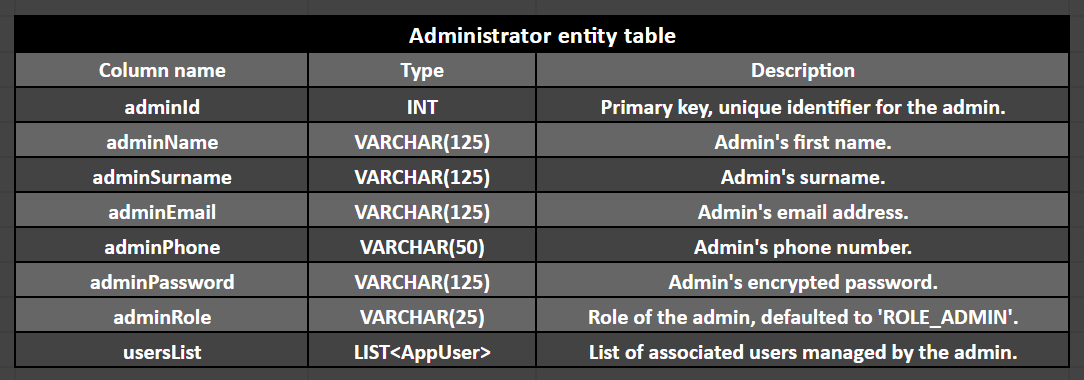 Administrator entity table
Column name Type Description
adminId INT Primary key, unique identifier for the admin.
adminName VARCHAR(125) Admin's first name.
adminSurname VARCHAR(125) Admin's surname.
adminEmail VARCHAR(125) Admin's email address.
adminPhone VARCHAR(50) Admin's phone number.
adminPassword VARCHAR(125) Admin's encrypted password.
adminRole VARCHAR(25) Role of the admin, defaulted to 'ROLE_ADMIN'.
usersList LIST<AppUser> List of associated users managed by the admin.